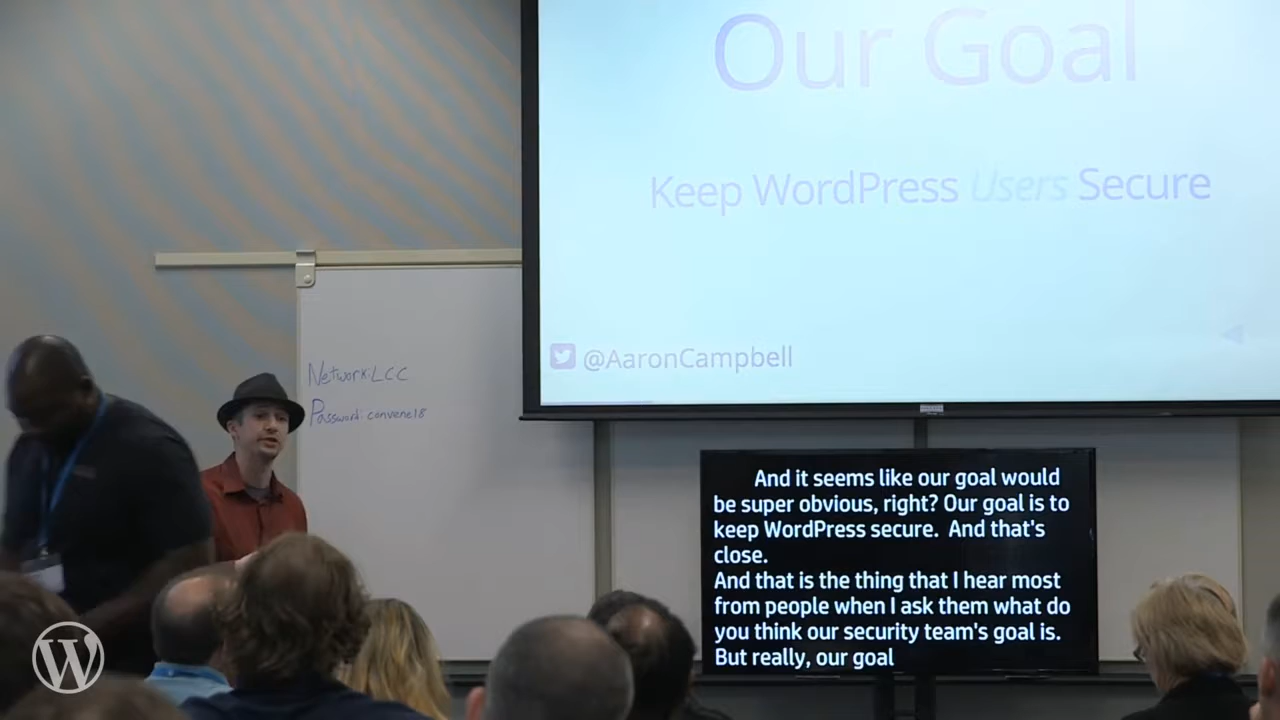 Our Goal
Keep WordPress Users Secure
@AaronCampbell
Network: LCC
Password: convene18
And it seems like our goal would
be super obvious, right? Our goal is to
keep WordPress secure.  And that's
close.
And that is the thing that I hear most
from people when I ask them what do
you think our security team's goal is.
But really, our goal